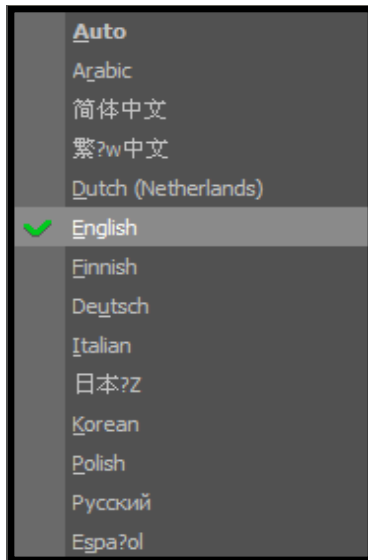 Auto
Arabic
简体中文
繁?w中文
Dutch (Netherlands)
English
Finnish
Deutsch
Italian
日本?Z
Korean
Polish
Русский
Espa?ol